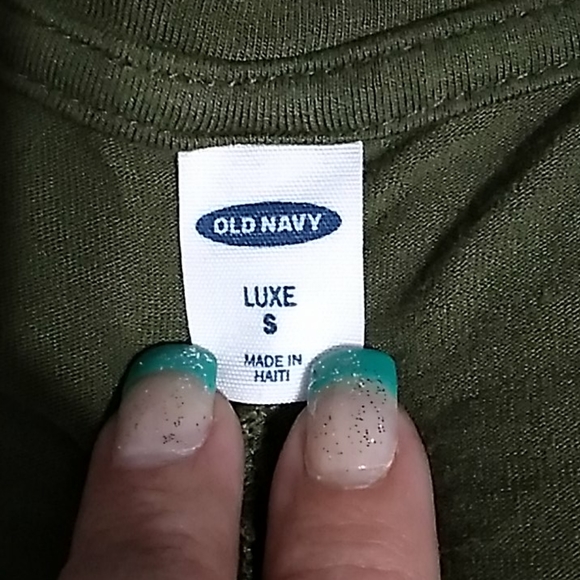 OLD NAVY
LUXE
S
MADE IN
HAITI